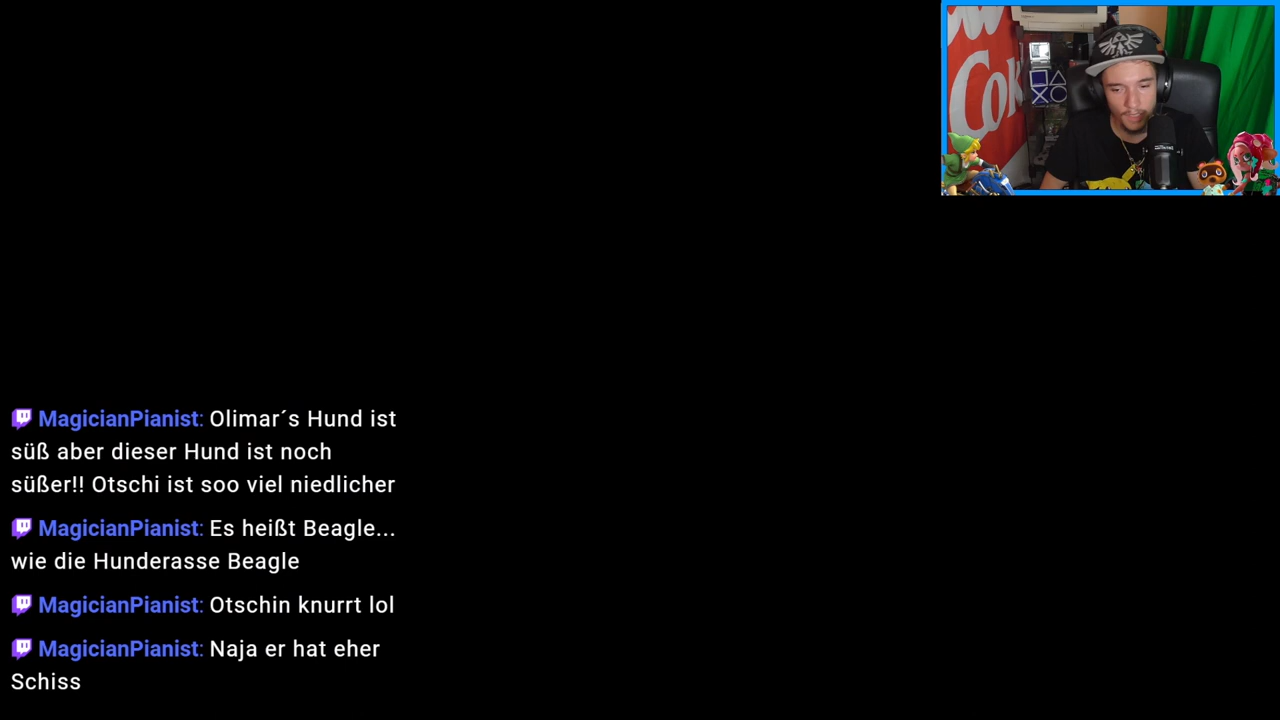 Cok
MagicianPianist: Olimar´s Hund ist
süß aber dieser Hund ist noch
süßer!! Otschi ist soo viel niedlicher
MagicianPianist: Es heißt Beagle...
wie die Hunderasse Beagle
MagicianPianist: Otschin knurrt lol
MagicianPianist: Naja er hat eher
Schiss